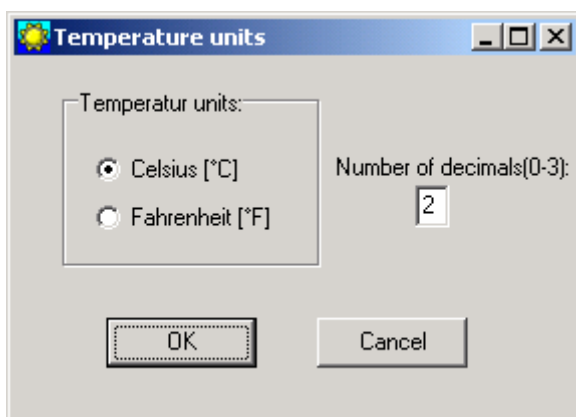 Temperature units
Temperatur units:
Celsius [°C]
Number of decimals(0-3):
Fahrenheit [°F]
2
OK
Cancel